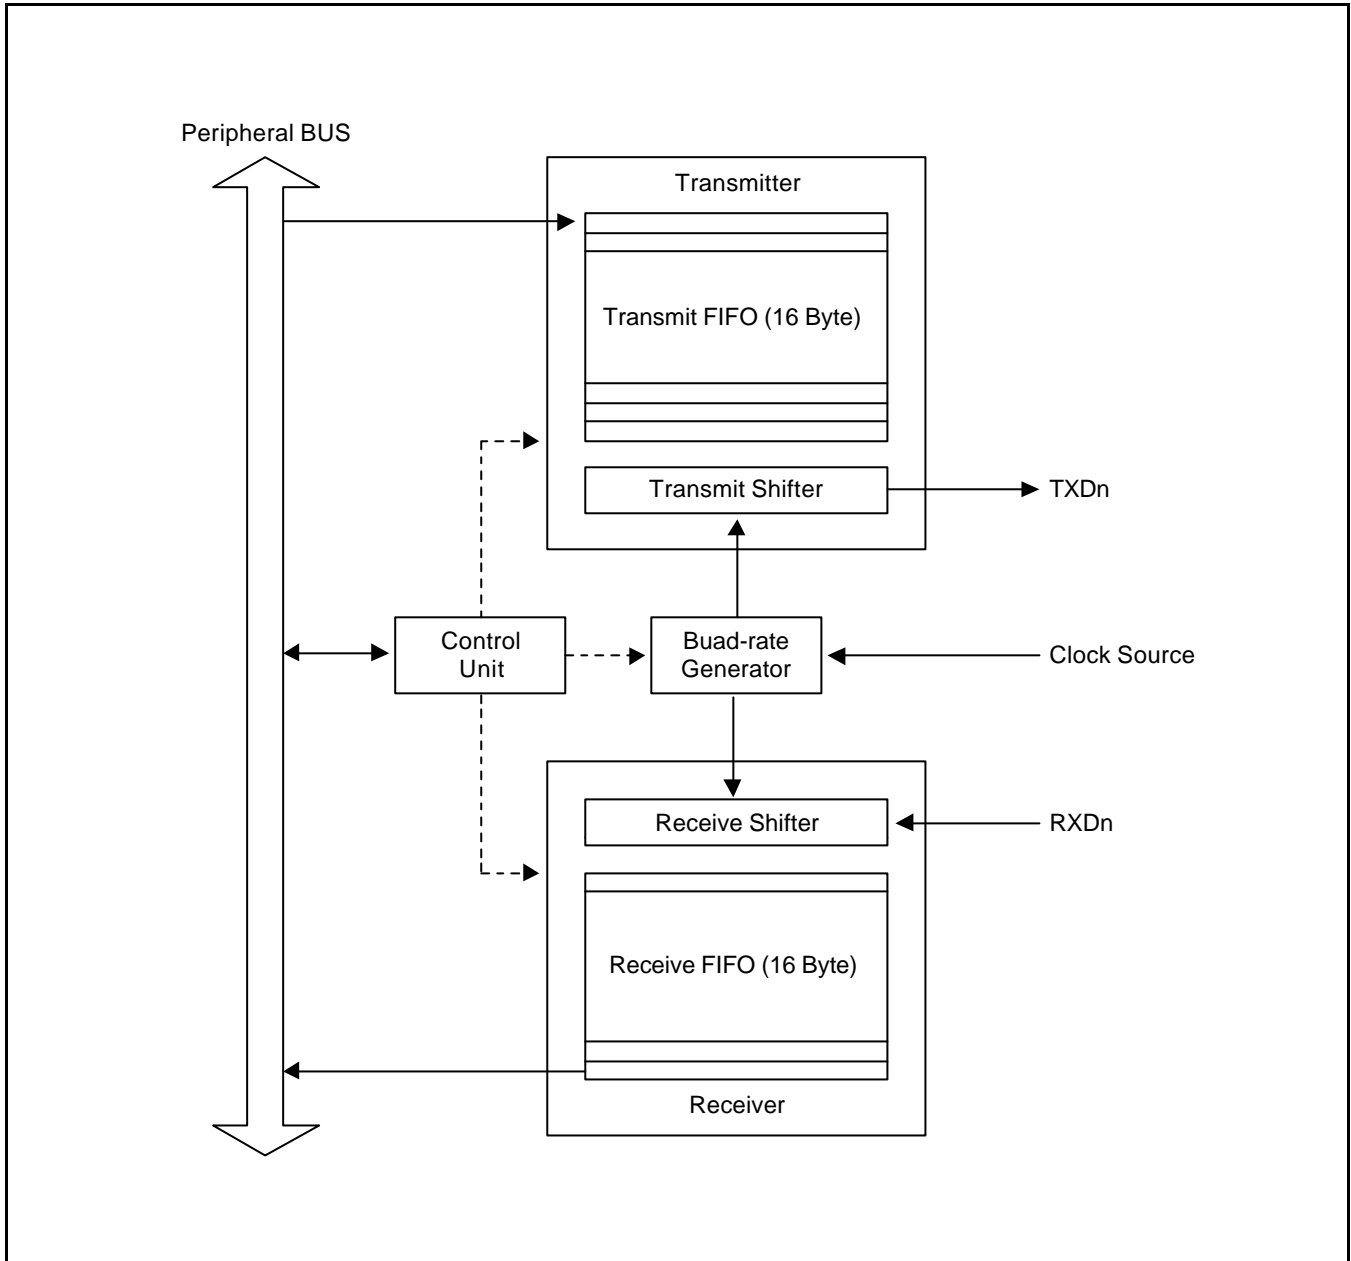 Peripheral BUS
Transmitter
Transmit FIFO (16 Byte)
Transmit Shifter
TXDn
Control
Unit
Buad-rate
Generator
Clock Source
Receive Shifter
RXDn
Receive FIFO (16 Byte)
Receiver